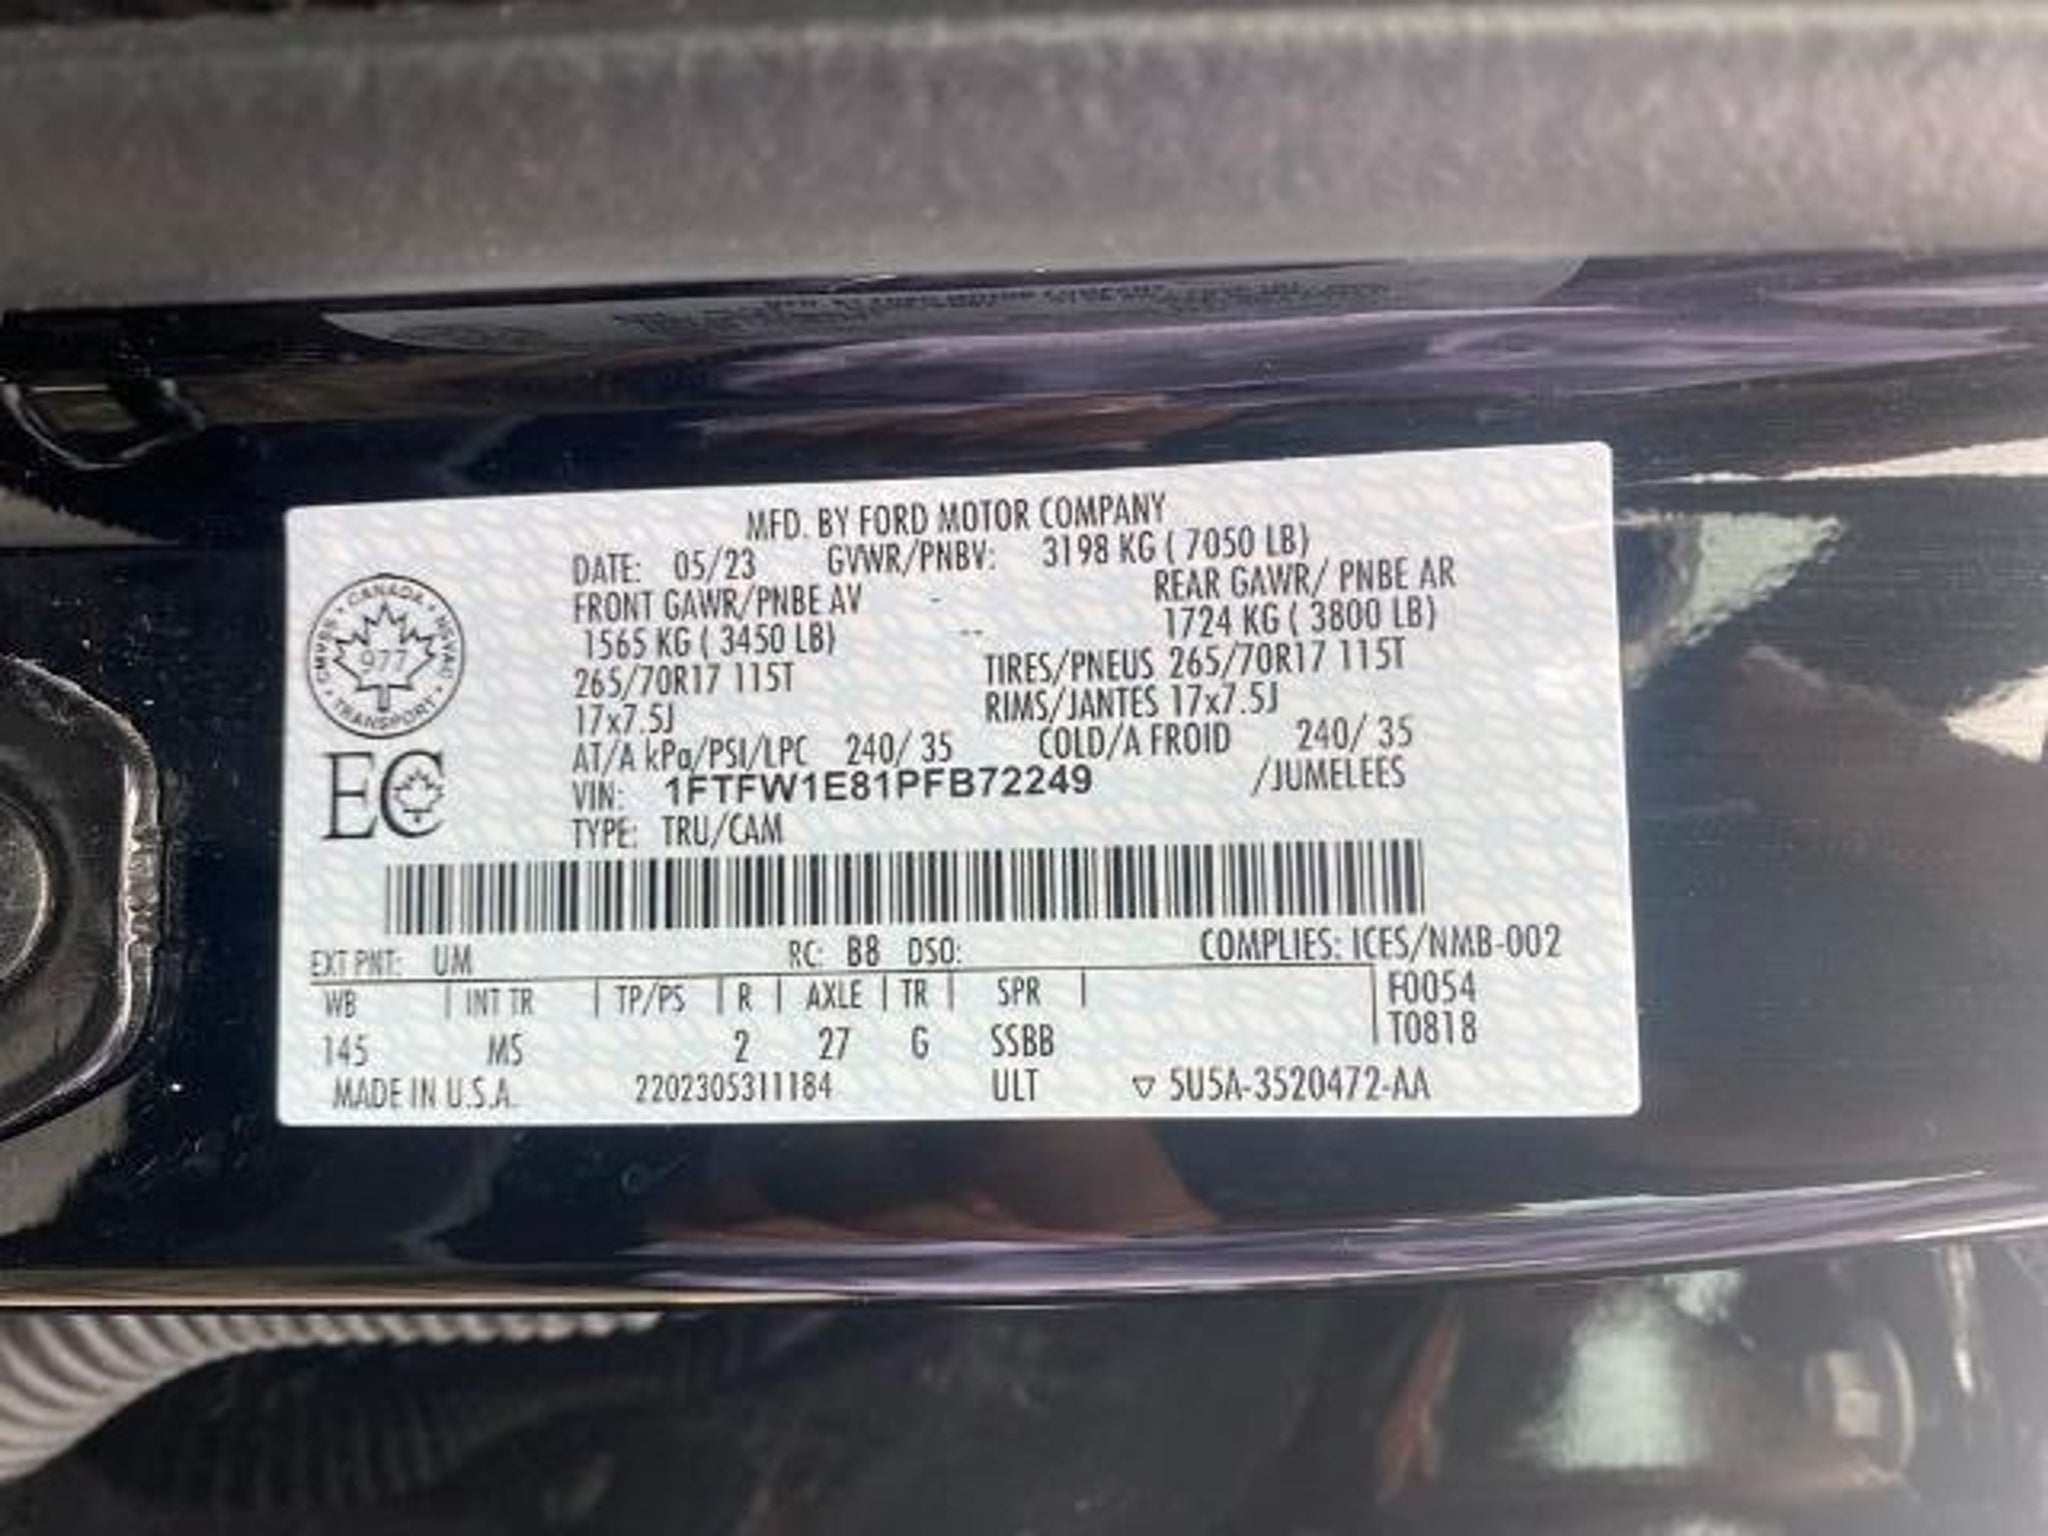 MFD. BY FORD MOTOR COMPANY
DATE: 05/23 GVWR/PNBV: 3198 KG ( 7050 LB)
FRONT GAWR/PNBE AV - REAR GAWR/ PNBE AR
1565 KG ( 3450 LB) -- 1724 KG ( 3800 LB)
265/70R17 115T TIRES/PNEUS 265/70R17 115T
17x7.5J RIMS/JANTES 17x7.5J
AT/A kPa/PSI/LPC 240/ 35 COLD/A FROID 240/ 35
VIN: 1FTFW1E81PFB72249 /JUMELEES
TYPE: TRU/CAM
CANADA
CMVSS NSVAC
977
TRANSPORT
EC
EXT PNT: UM RC: B8 DSO: COMPLIES: ICES/NMB-002
WB | INT TR | TP/PS | R | AXLE | TR | SPR | F0054
145 MS 2 27 G SSBB T0818
MADE IN U.S.A. 2202305311184 ULT ▽ 5U5A-3520472-AA